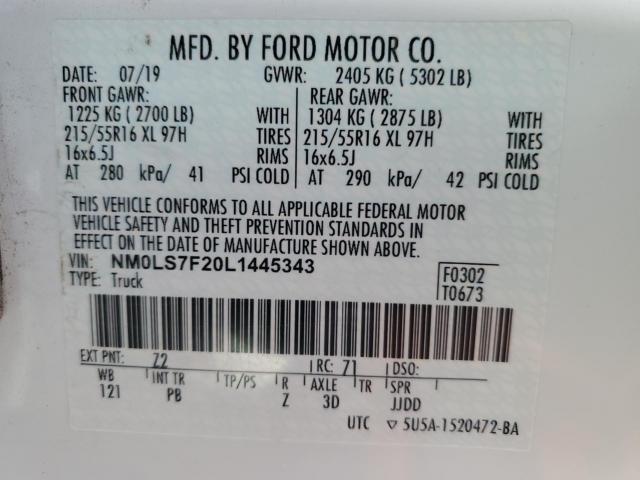 MFD. BY FORD MOTOR CO.
DATE: 07/19 GVWR: 2405 KG ( 5302 LB)
FRONT GAWR: REAR GAWR:
1225 KG ( 2700 LB) WITH 1304 KG ( 2875 LB) WITH
215/55R16 XL 97H TIRES 215/55R16 XL 97H TIRES
16x6.5J RIMS 16x6.5J RIMS
AT 280 kPa/ 41 PSI COLD AT 290 kPa/ 42 PSI COLD
THIS VEHICLE CONFORMS TO ALL APPLICABLE FEDERAL MOTOR
VEHICLE SAFETY AND THEFT PREVENTION STANDARDS IN
EFFECT ON THE DATE OF MANUFACTURE SHOWN ABOVE.
VIN: NM0LS7F20L1445343 F0302
TYPE: Truck T0673
EXT PNT: Z2 RC: 71 DSO:
WB INT TR TP/PS R AXLE TR SPR
121 PB Z 3D JJDD
UTC ▽ 5U5A-1520472-BA